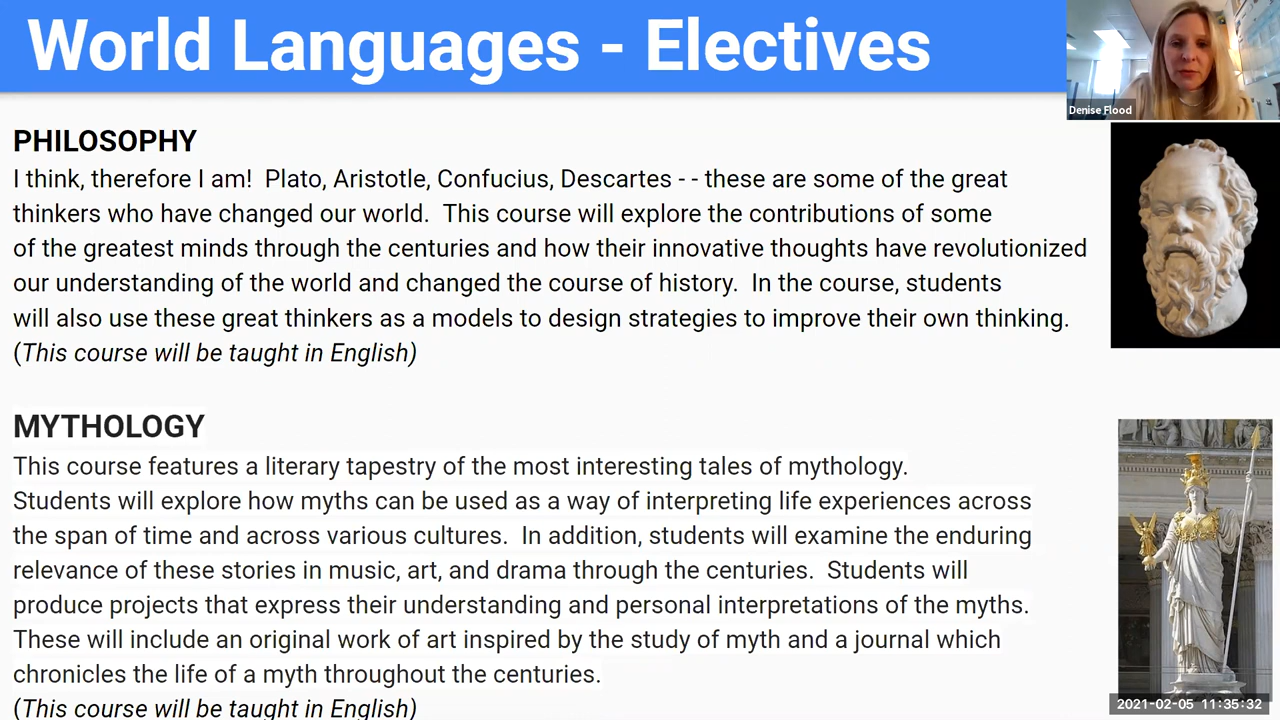 World Languages - Electives
Denise Flood
PHILOSOPHY
I think, therefore I am!  Plato, Aristotle, Confucius, Descartes - - these are some of the great
thinkers who have changed our world.  This course will explore the contributions of some
of the greatest minds through the centuries and how their innovative thoughts have revolutionized
our understanding of the world and changed the course of history.  In the course, students
will also use these great thinkers as a models to design strategies to improve their own thinking.
(This course will be taught in English)
MYTHOLOGY
This course features a literary tapestry of the most interesting tales of mythology.
Students will explore how myths can be used as a way of interpreting life experiences across
the span of time and across various cultures.  In addition, students will examine the enduring
relevance of these stories in music, art, and drama through the centuries.  Students will
produce projects that express their understanding and personal interpretations of the myths.
These will include an original work of art inspired by the study of myth and a journal which
chronicles the life of a myth throughout the centuries.
(This course will be taught in English)
2021-02-05 11:35:32